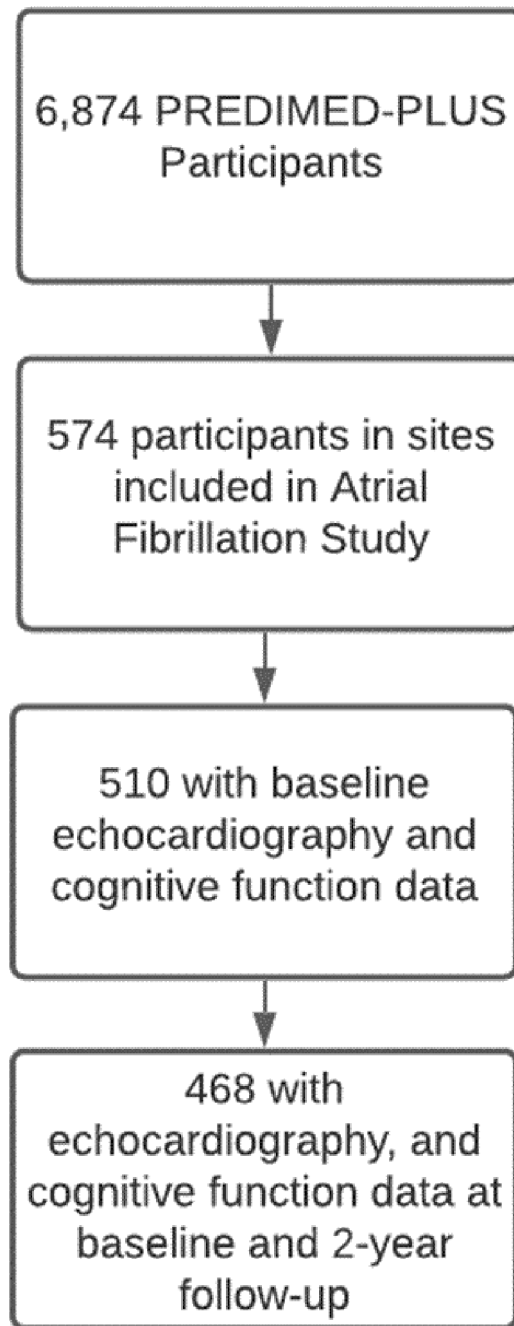 6,874 PREDIMED-PLUS
Participants
574 participants in sites
included in Atrial
Fibrillation Study
510 with baseline
echocardiography and
cognitive function data
468 with
echocardiography, and
cognitive function data at
baseline and 2-year
follow-up